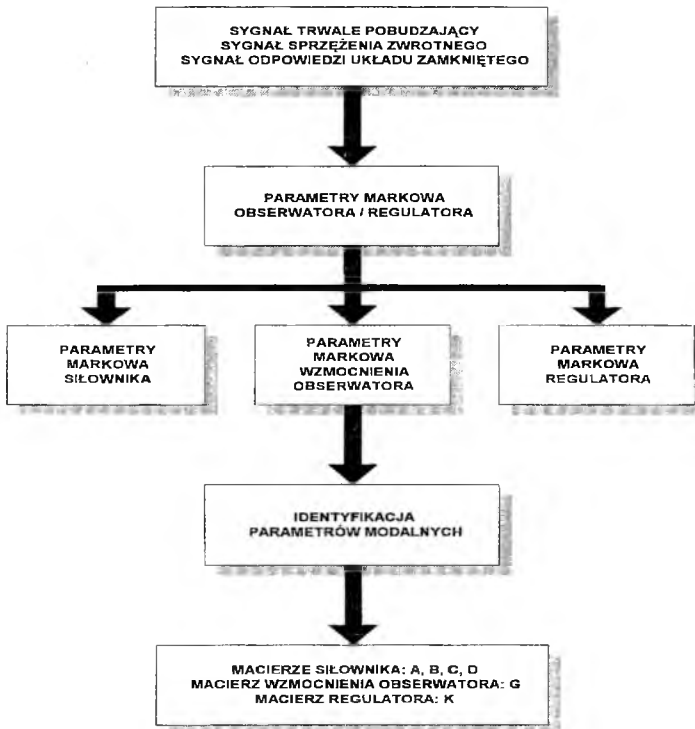 SYGNAŁ TRWALE POBUDZAJĄCY
SYGNAŁ SPRZĘŻENIA ZWROTNEGO
SYGNAŁ ODPOWIEDZI UKŁADU ZAMKNIĘTEGO
PARAMETRY MARKOWA
OBSERWATORA / REGULATORA
PARAMETRY
MARKOWA
SIŁOWNIKA
PARAMETRY
MARKOWA
WZMOCNIENIA
OBSERWATORA
PARAMETRY
MARKOWA
REGULATORA
IDENTYFIKACJA
PARAMETRÓW MODALNYCH
MACIERZE SIŁOWNIKA: A, B, C, D
MACIERZ WZMOCNIENIA OBSERWATORA: G
MACIERZ REGULATORA: K